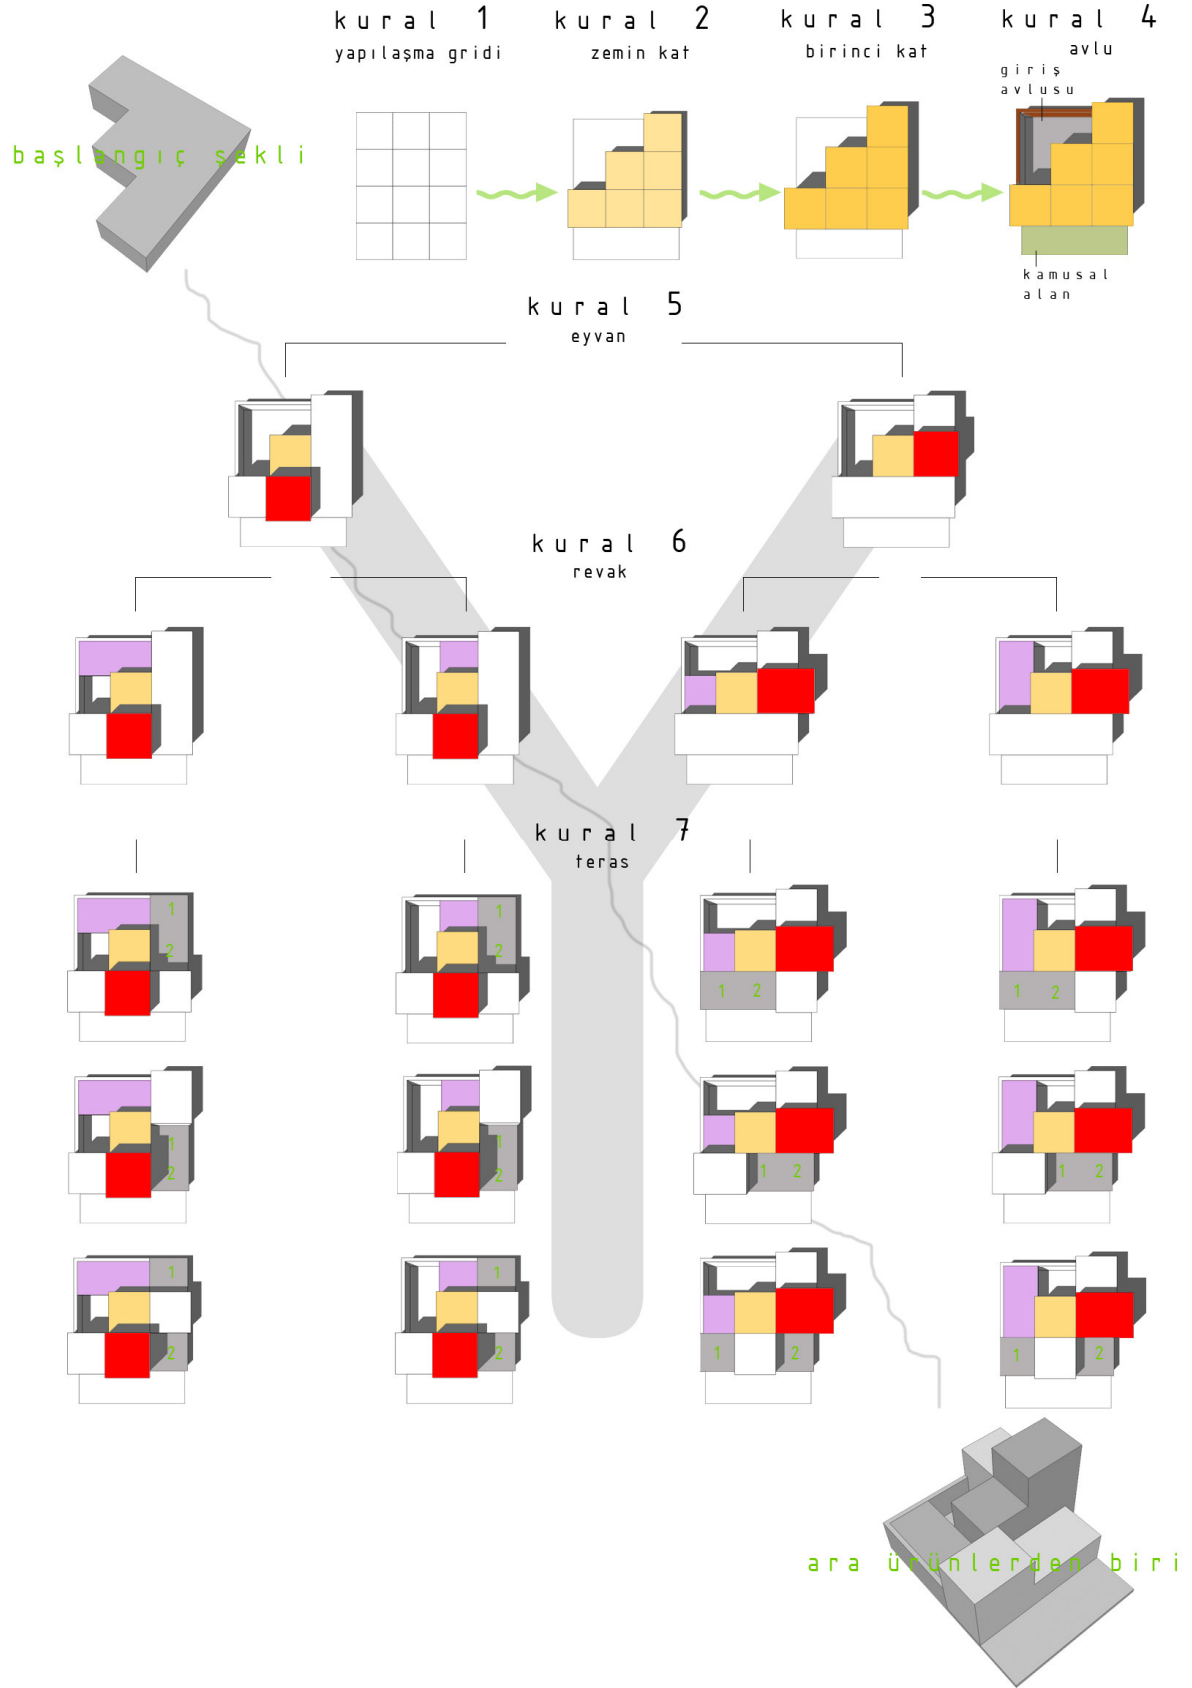 kural 1
yapılaşma gridi
kural 2
zemin kat
kural 3
birinci kat
kural 4
avlu
giriş
avlusu
başlangıç şekli
kamusal
alan
kural 5
eyvan
kural 6
revak
kural 7
teras
1
2
1
2
1 2
1 2
1
2
1
2
1 2
1 2
1
2
1
2
1 2
1 2
ara ürünlerden biri